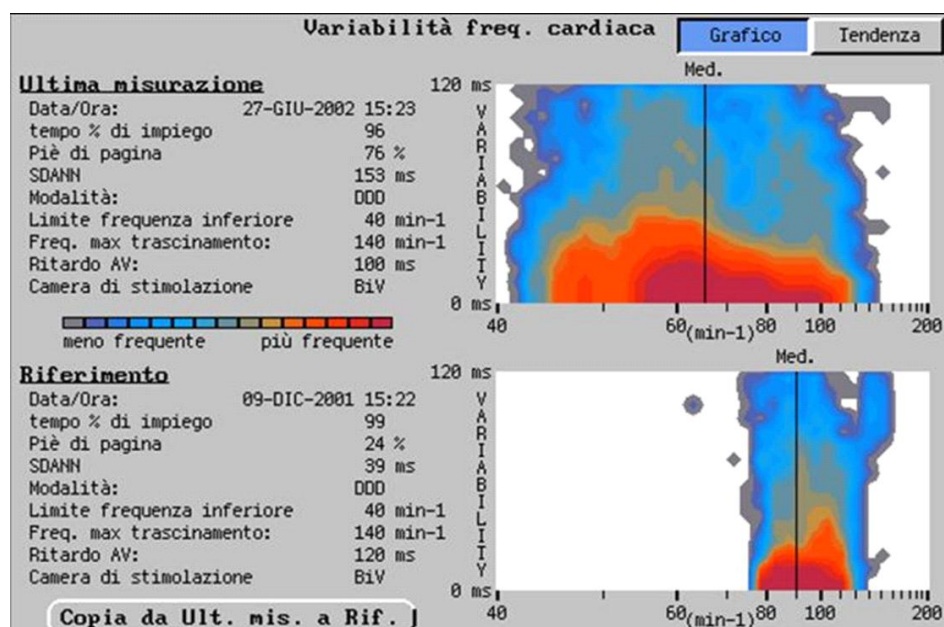 Variabilità freq. cardiaca
Grafico
Tendenza
Ultima misurazione
Data/Ora: 27-GIU-2002 15:23
tempo % di impiego 96
Piè di pagina 76 %
SDANN 153 ms
Modalità: DDD
Limite frequenza inferiore 40 min-1
Freq. max trascinamento: 140 min-1
Ritardo AV: 100 ms
Camera di stimolazione BiV
meno frequente più frequente
Med.
120 ms
VARIABILITY
0 ms
40 60 (min-1) 80 100 200
Riferimento
Data/Ora: 09-DIC-2001 15:22
tempo % di impiego 99
Piè di pagina 24 %
SDANN 39 ms
Modalità: DDD
Limite frequenza inferiore 40 min-1
Freq. max trascinamento: 140 min-1
Ritardo AV: 120 ms
Camera di stimolazione BiV
Med.
120 ms
VARIABILITY
0 ms
40 60 (min-1) 80 100 200
Copia da Ult. mis. a Rif.